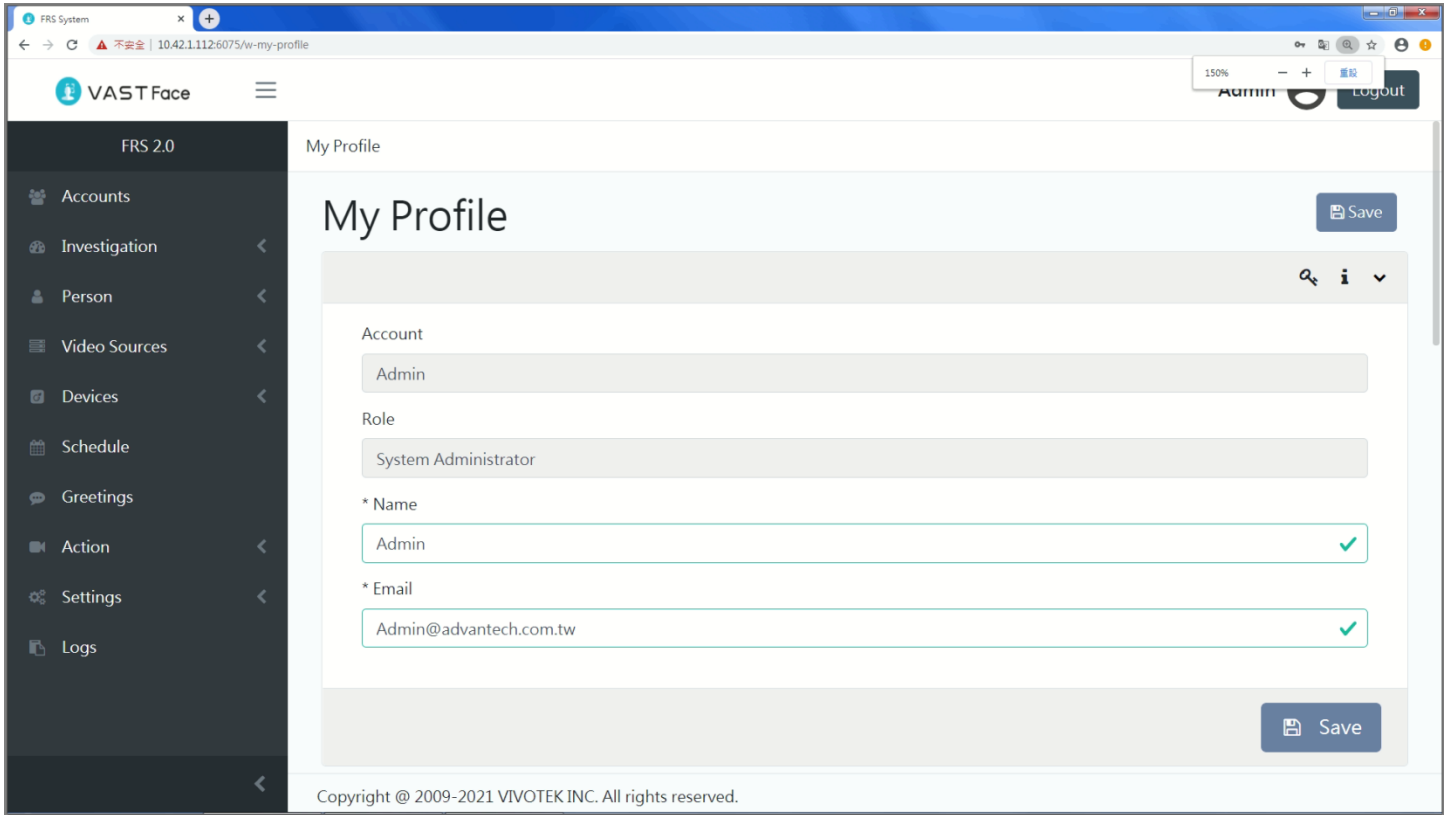 FRS System
不安全 | 10.42.1.112:6075/w-my-profile
150% 重設
VAST Face
Admin Logout
FRS 2.0
My Profile
Accounts
Investigation
Person
Video Sources
Devices
Schedule
Greetings
Action
Settings
Logs
My Profile
Save
Account
Admin
Role
System Administrator
* Name
Admin
* Email
Admin@advantech.com.tw
Save
Copyright @ 2009-2021 VIVOTEK INC. All rights reserved.